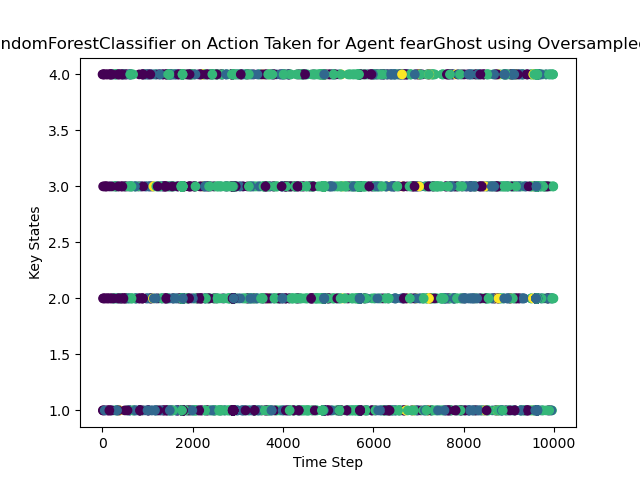 ndomForestClassifier on Action Taken for Agent fearGhost using Oversample
4.0
3.5
3.0
2.5
2.0
1.5
1.0
Key States
0 2000 4000 6000 8000 10000
Time Step